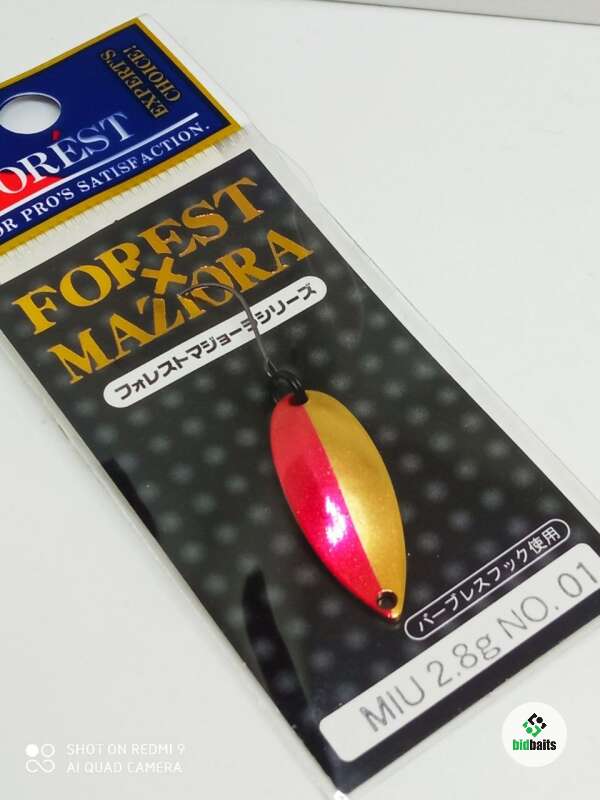 EXPERT'S
CHOICE!
ORÉST
OR PRO'S SATISFACTION.
FOREST
×
MAZIORA
フォレストマジョーラシリーズ
バーブレスフック使用
MIU 2.8g NO. 01
bidbaits
SHOT ON REDMI 9
AI QUAD CAMERA